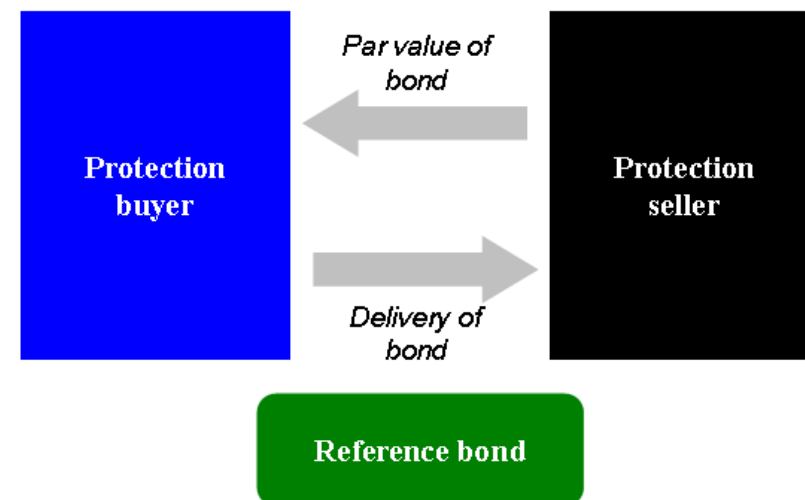 Par value of
bond
Protection
buyer
Protection
seller
Delivery of
bond
Reference bond